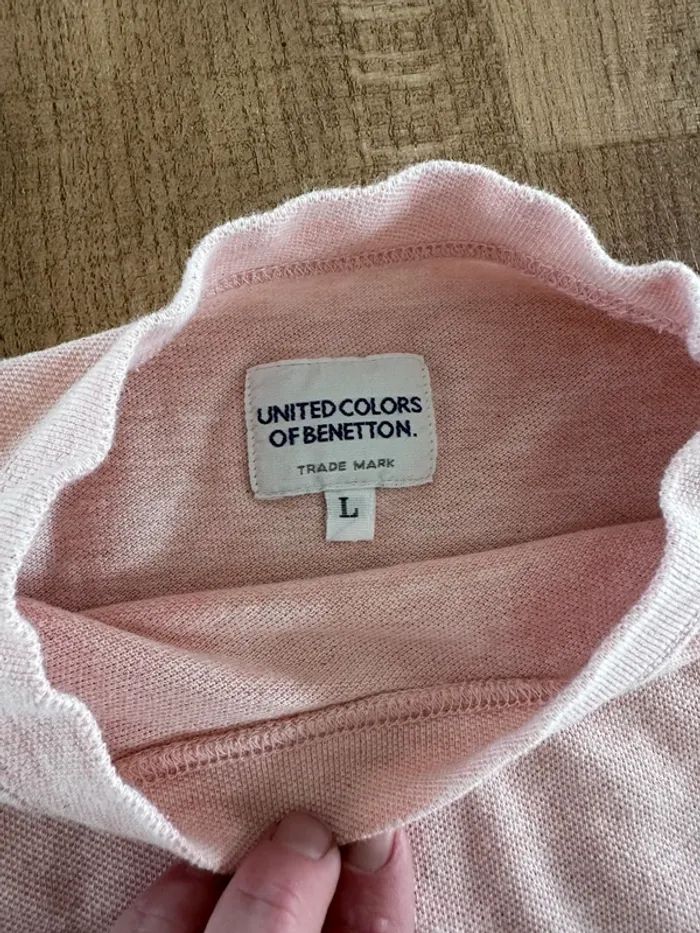 UNITED COLORS
OF BENETTON.
TRADE MARK
L